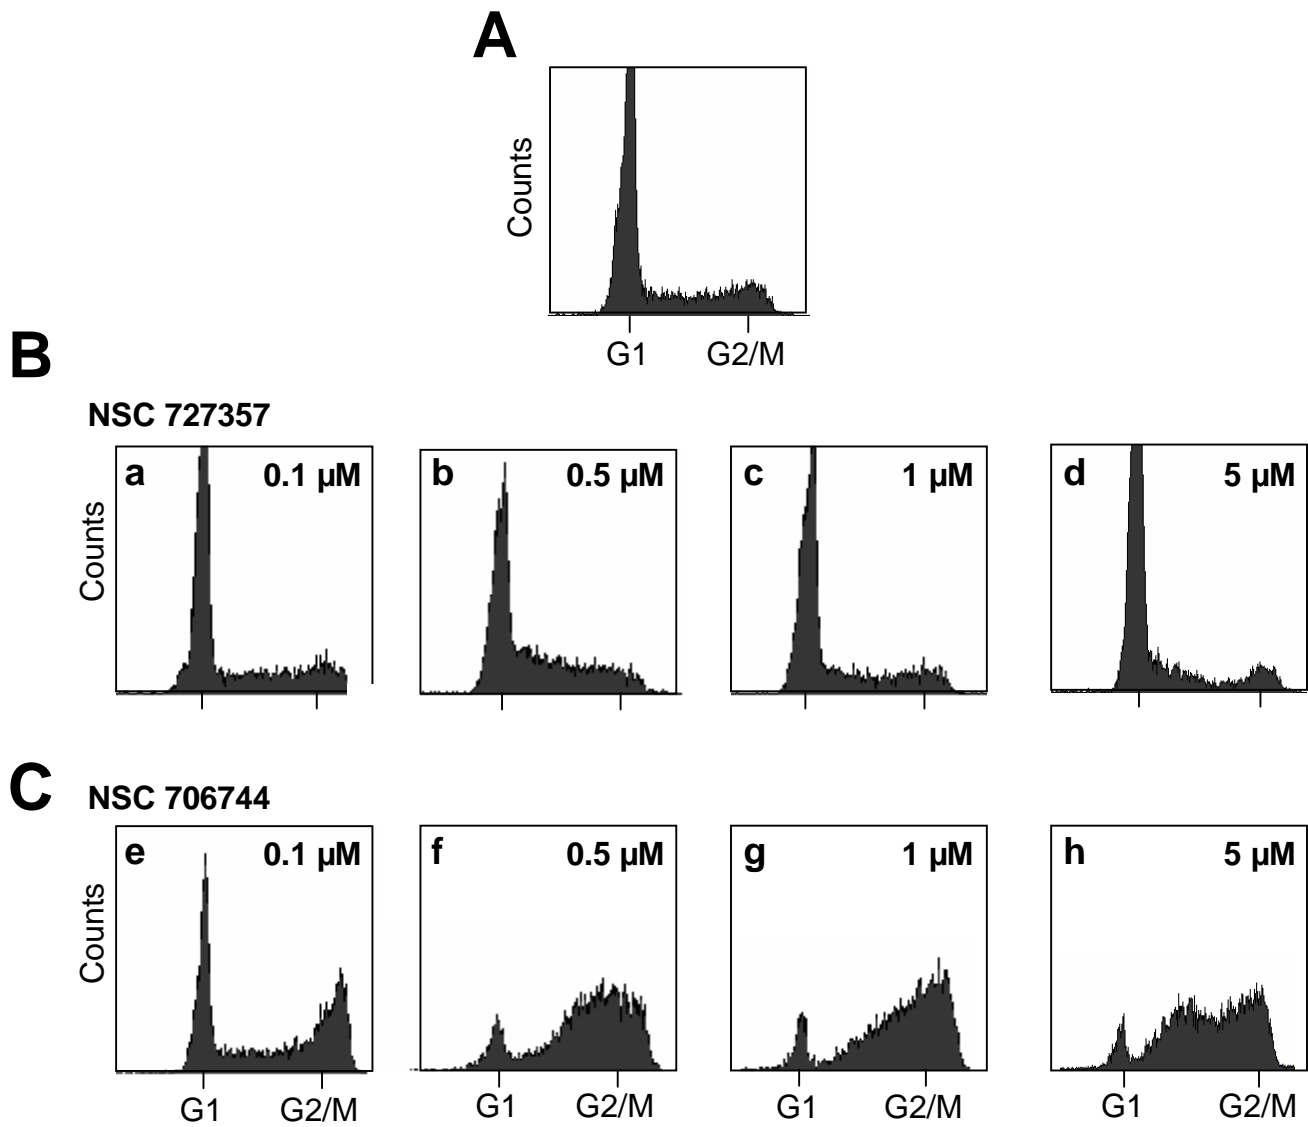 A
Counts
G1 G2/M
B
NSC 727357
a 0.1 µM b 0.5 µM c 1 µM d 5 µM
Counts
C
NSC 706744
e 0.1 µM f 0.5 µM g 1 µM h 5 µM
Counts
G1 G2/M G1 G2/M G1 G2/M G1 G2/M